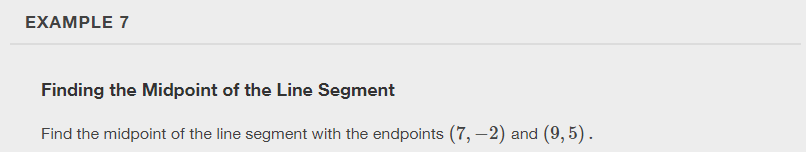 EXAMPLE 7
Finding the Midpoint of the Line Segment
Find the midpoint of the line segment with the endpoints (7, −2) and (9, 5) .